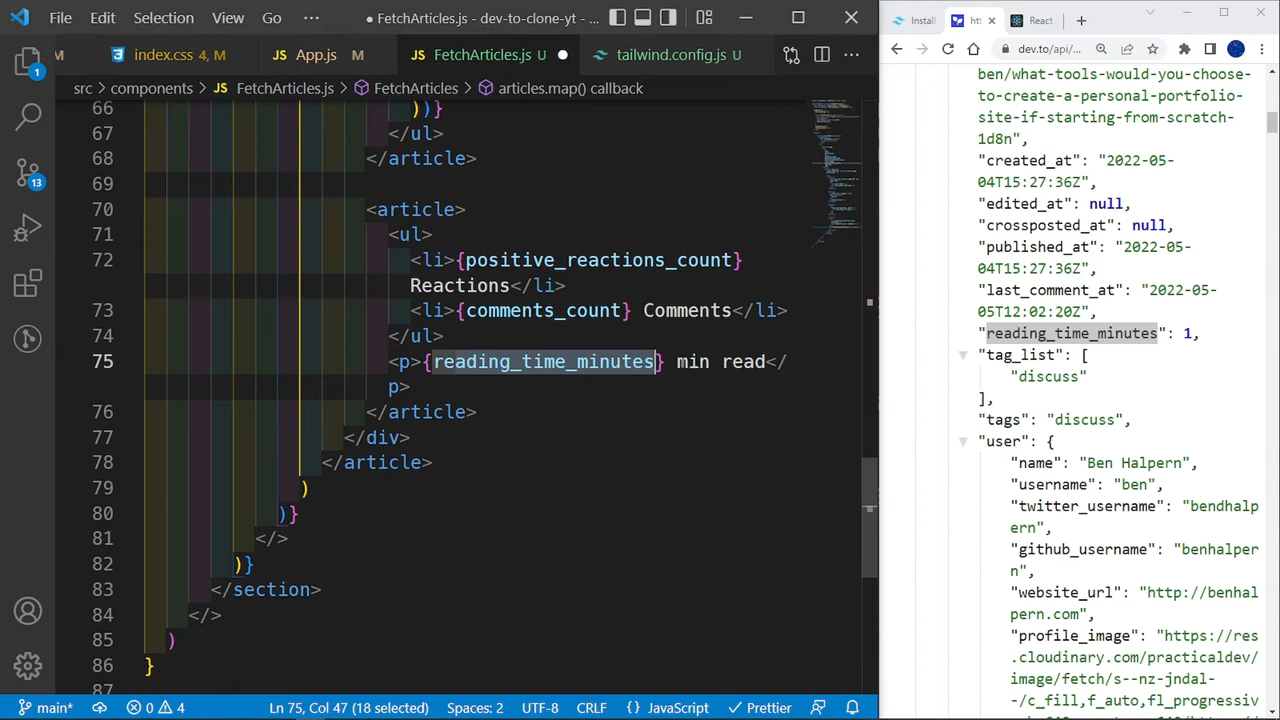 File Edit Selection View Go ··· ● FetchArticles.js - dev-to-clone-yt - ...
M index.css 4, M JS App.js M JS FetchArticles.js U ● tailwind.config.js U ···
src > components > JS FetchArticles.js > FetchArticles > articles.map() callback
66 ))}
67 </ul>
68 </article>
69
70 <article>
71 <ul>
72 <li>{positive_reactions_count}
Reactions</li>
73 <li>{comments_count} Comments</li>
74 </ul>
75 <p>{reading_time_minutes} min read</
p>
76 </article>
77 </div>
78 </article>
79 )
80 )}
81 </>
82 )}
83 </section>
84 </>
85 )
86 }
87
1
13
main* 0 4 Ln 75, Col 47 (18 selected) Spaces: 2 UTF-8 CRLF {} JavaScript Prettier
Install htt React
dev.to/api/...
ben/what-tools-would-you-choose-
to-create-a-personal-portfolio-
site-if-starting-from-scratch-
1d8n",
"created_at": "2022-05-
04T15:27:36Z",
"edited_at": null,
"crossposted_at": null,
"published_at": "2022-05-
04T15:27:36Z",
"last_comment_at": "2022-05-
05T12:02:20Z",
"reading_time_minutes": 1,
"tag_list": [
"discuss"
],
"tags": "discuss",
"user": {
"name": "Ben Halpern",
"username": "ben",
"twitter_username": "bendhalp
ern",
"github_username": "benhalper
n",
"website_url": "http://benhal
pern.com",
"profile_image": "https://res
.cloudinary.com/practicaldev/
image/fetch/s--nz-jndal-
-/c_fill,f_auto,fl_progressiv